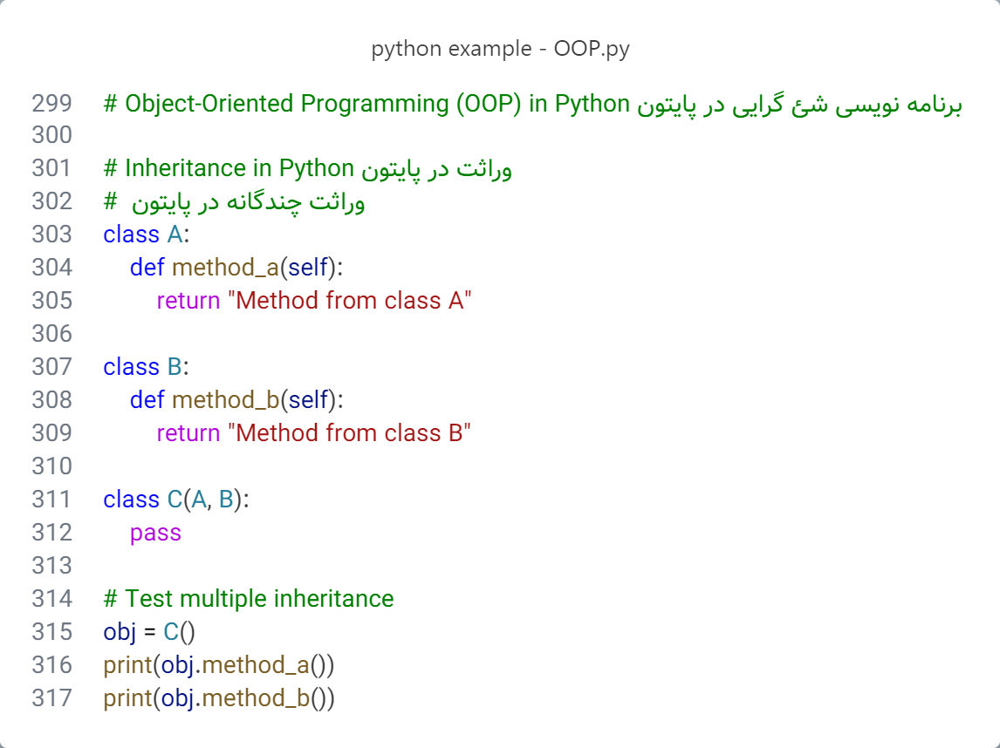 python example - OOP.py
299 # Object-Oriented Programming (OOP) in Python برنامه نویسی شئ گرایی در پایتون
300
301 # Inheritance in Python وراثت در پایتون
302 # وراثت چندگانه در پایتون
303 class A:
304     def method_a(self):
305         return "Method from class A"
306
307 class B:
308     def method_b(self):
309         return "Method from class B"
310
311 class C(A, B):
312     pass
313
314 # Test multiple inheritance
315 obj = C()
316 print(obj.method_a())
317 print(obj.method_b())